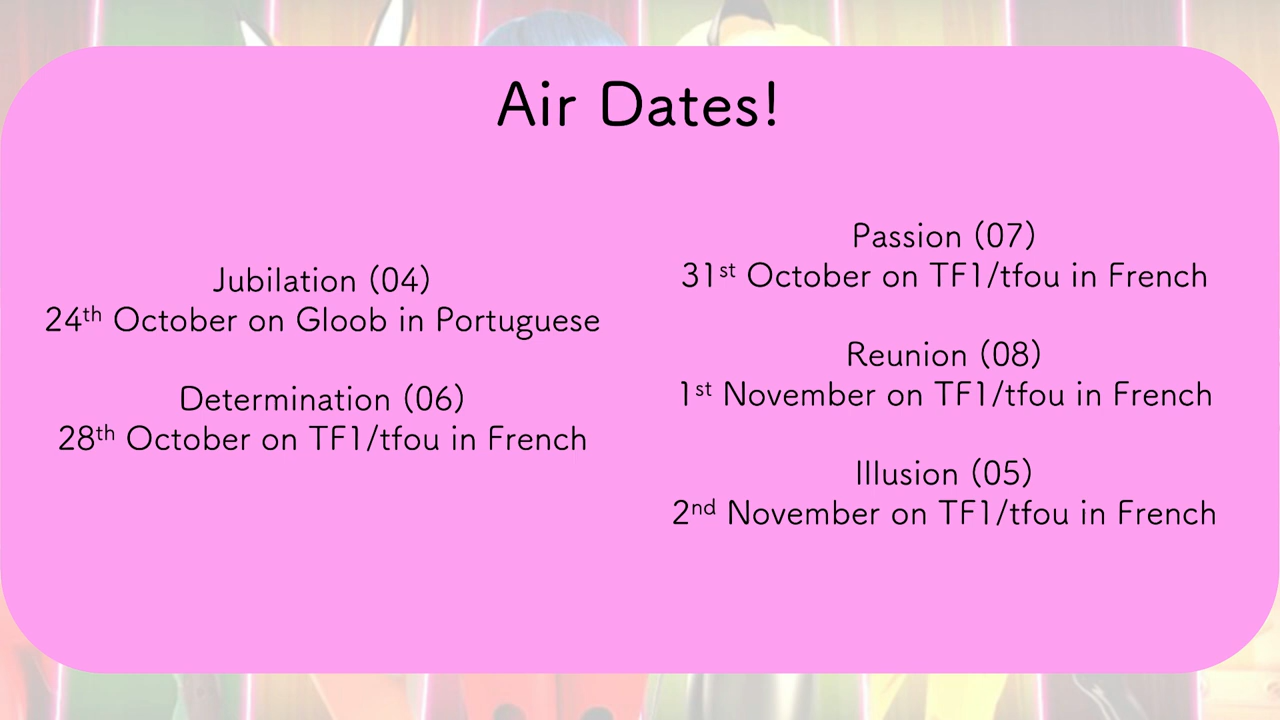 Air Dates!
Jubilation (04)
24th October on Gloob in Portuguese
Determination (06)
28th October on TF1/tfou in French
Passion (07)
31st October on TF1/tfou in French
Reunion (08)
1st November on TF1/tfou in French
Illusion (05)
2nd November on TF1/tfou in French